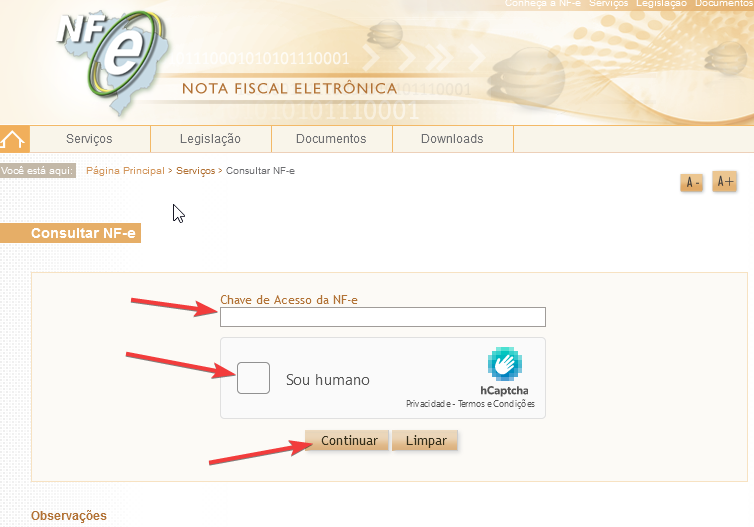 Conheça a NF-e Serviços Legislação Documentos
NF
e
1011100010101011110001
NOTA FISCAL ELETRÔNICA
Serviços Legislação Documentos Downloads
Você está aqui: Página Principal > Serviços > Consultar NF-e
A - A+
Consultar NF-e
Chave de Acesso da NF-e
Sou humano
hCaptcha
Privacidade - Termos e Condições
Continuar Limpar
Observações